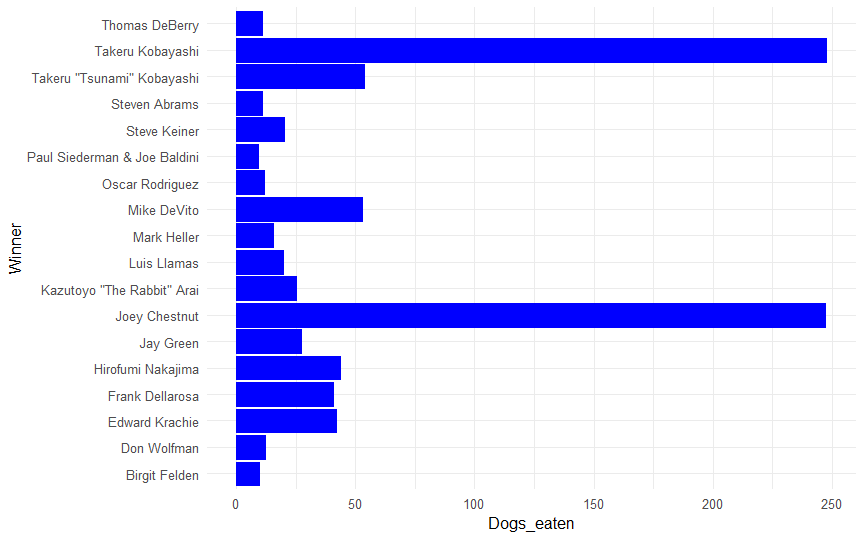 Thomas DeBerry
Takeru Kobayashi
Takeru "Tsunami" Kobayashi
Steven Abrams
Steve Keiner
Paul Siederman & Joe Baldini
Oscar Rodriguez
Mike DeVito
Mark Heller
Luis Llamas
Kazutoyo "The Rabbit" Arai
Joey Chestnut
Jay Green
Hirofumi Nakajima
Frank Dellarosa
Edward Krachie
Don Wolfman
Birgit Felden
Winner
0 50 100 150 200 250
Dogs_eaten